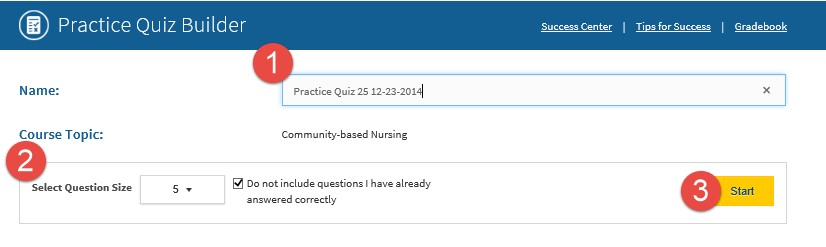 Practice Quiz Builder
Success Center | Tips for Success | Gradebook
1
Name: Practice Quiz 25 12-23-2014 ×
Course Topic: Community-based Nursing
2
Select Question Size 5 Do not include questions I have already
answered correctly
3 Start